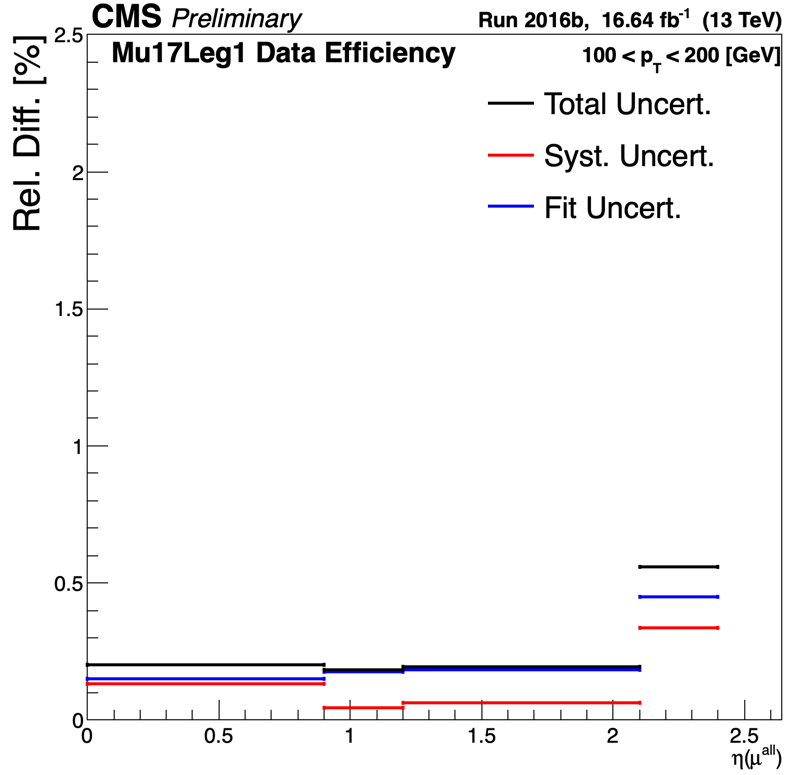 CMS Preliminary Run 2016b, 16.64 fb⁻¹ (13 TeV)
Mu17Leg1 Data Efficiency 100 < pT < 200 [GeV]
Total Uncert.
Syst. Uncert.
Fit Uncert.
Rel. Diff. [%]
2.5
2
1.5
1
0.5
0
0 0.5 1 1.5 2 2.5
η(μall)